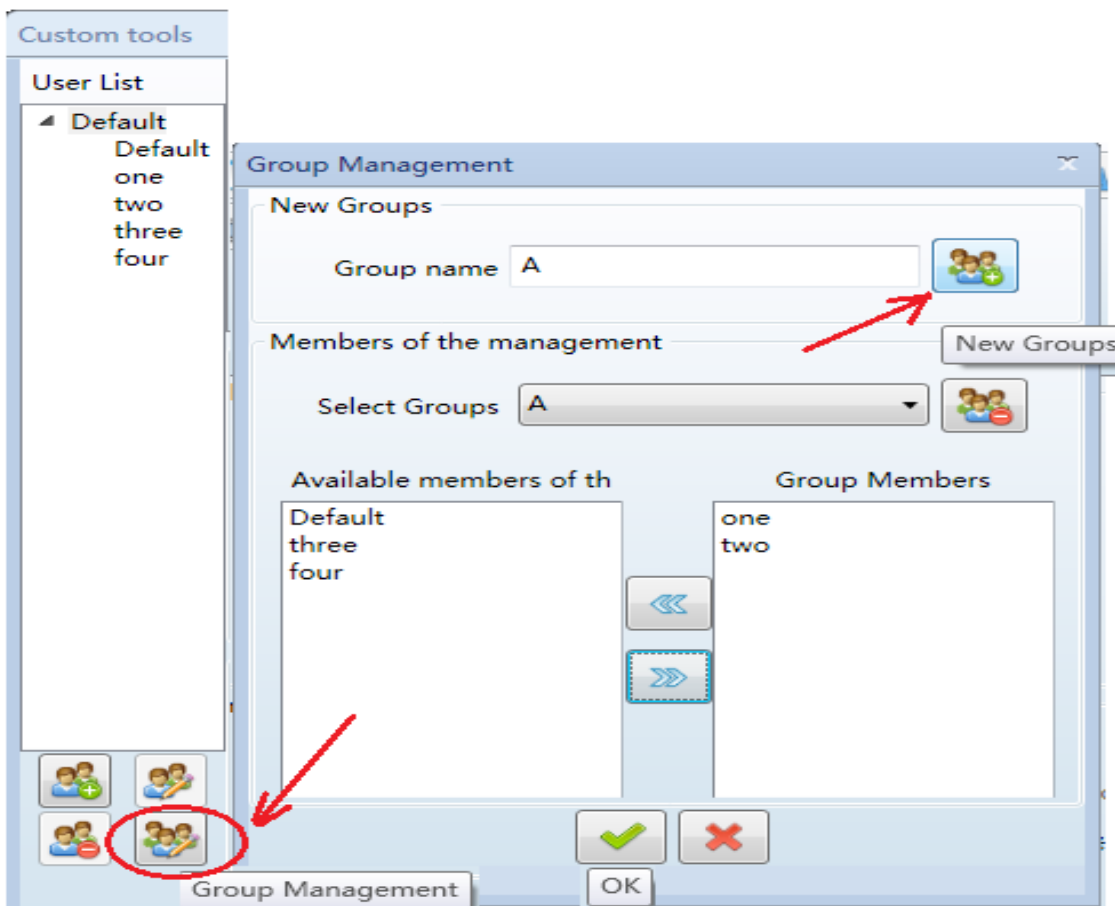 Custom tools
User List
Default
Default
one
two
three
four
Group Management
New Groups
Group name A
New Groups
Members of the management
Select Groups A
Available members of th
Group Members
Default
three
four
one
two
OK
Group Management